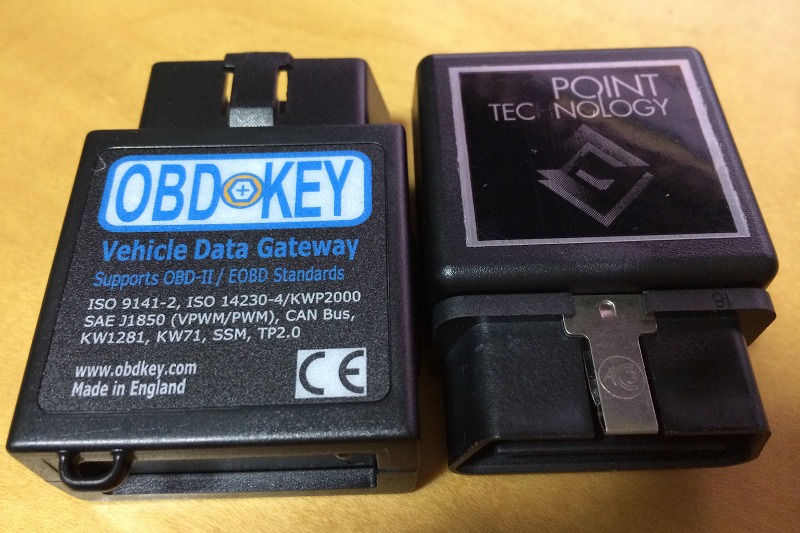 OBD KEY
Vehicle Data Gateway
Supports OBD-II / EOBD Standards
ISO 9141-2, ISO 14230-4/KWP2000
SAE J1850 (VPWM/PWM), CAN Bus,
KW1281, KW71, SSM, TP2.0
www.obdkey.com
Made in England
CE
POINT
TECHNOLOGY